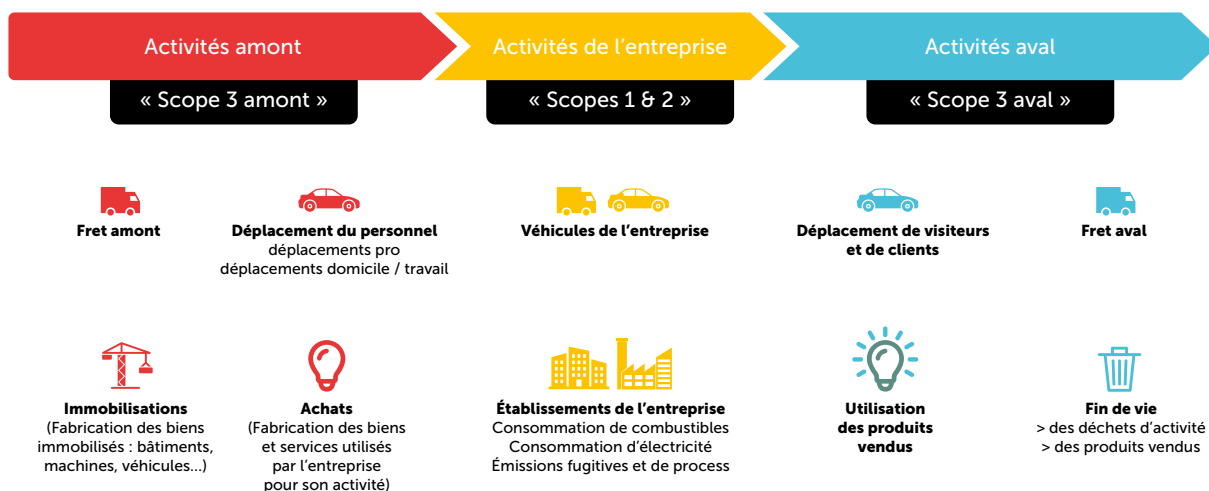 Activités amont
Activités de l’entreprise
Activités aval
« Scope 3 amont »
« Scopes 1 & 2 »
« Scope 3 aval »
Fret amont
Déplacement du personnel
déplacements pro
déplacements domicile / travail
Véhicules de l’entreprise
Déplacement de visiteurs
et de clients
Fret aval
Immobilisations
(Fabrication des biens
immobilisés : bâtiments,
machines, véhicules...)
Achats
(Fabrication des biens
et services utilisés
par l’entreprise
pour son activité)
Établissements de l’entreprise
Consommation de combustibles
Consommation d’électricité
Émissions fugitives et de process
Utilisation
des produits
vendus
Fin de vie
> des déchets d’activité
> des produits vendus